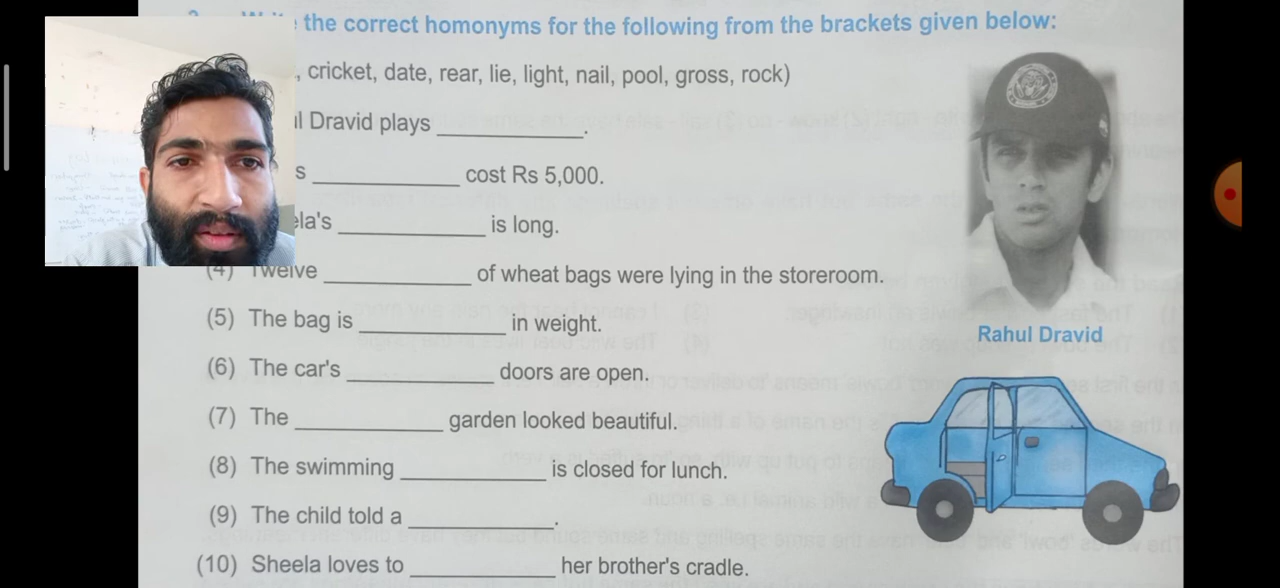 the correct homonyms for the following from the brackets given below:
, cricket, date, rear, lie, light, nail, pool, gross, rock)
l Dravid plays ____________.
s ____________ cost Rs 5,000.
ela's ____________ is long.
(4) Twelve ____________ of wheat bags were lying in the storeroom.
(5) The bag is ____________ in weight.
(6) The car's ____________ doors are open.
(7) The ____________ garden looked beautiful.
(8) The swimming ____________ is closed for lunch.
(9) The child told a ____________.
(10) Sheela loves to ____________ her brother's cradle.
Rahul Dravid